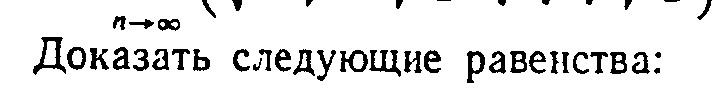 n→∞
Доказать следующие равенства: